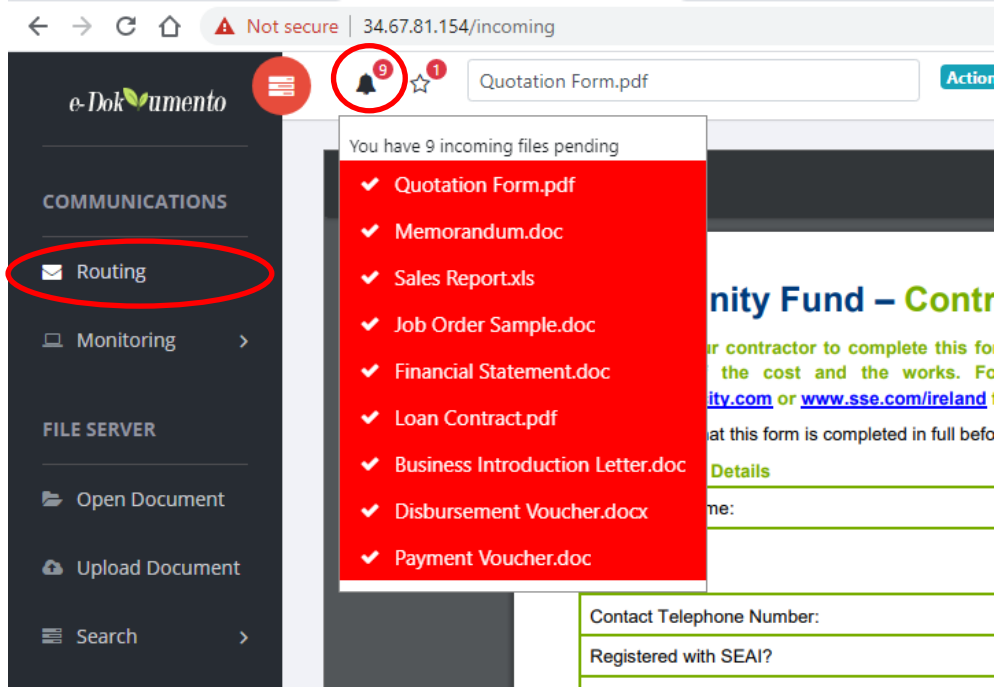 Not secure | 34.67.81.154/incoming
e-Dokumento
9
1
Quotation Form.pdf
Action
You have 9 incoming files pending
Quotation Form.pdf
Memorandum.doc
Sales Report.xls
Job Order Sample.doc
Financial Statement.doc
Loan Contract.pdf
Business Introduction Letter.doc
Disbursement Voucher.docx
Payment Voucher.doc
COMMUNICATIONS
Routing
Monitoring
FILE SERVER
Open Document
Upload Document
Search
nity Fund – Contr
ur contractor to complete this fo
the cost and the works. Fo
ity.com or www.sse.com/ireland
at this form is completed in full befo
Details
me:
Contact Telephone Number:
Registered with SEAI?